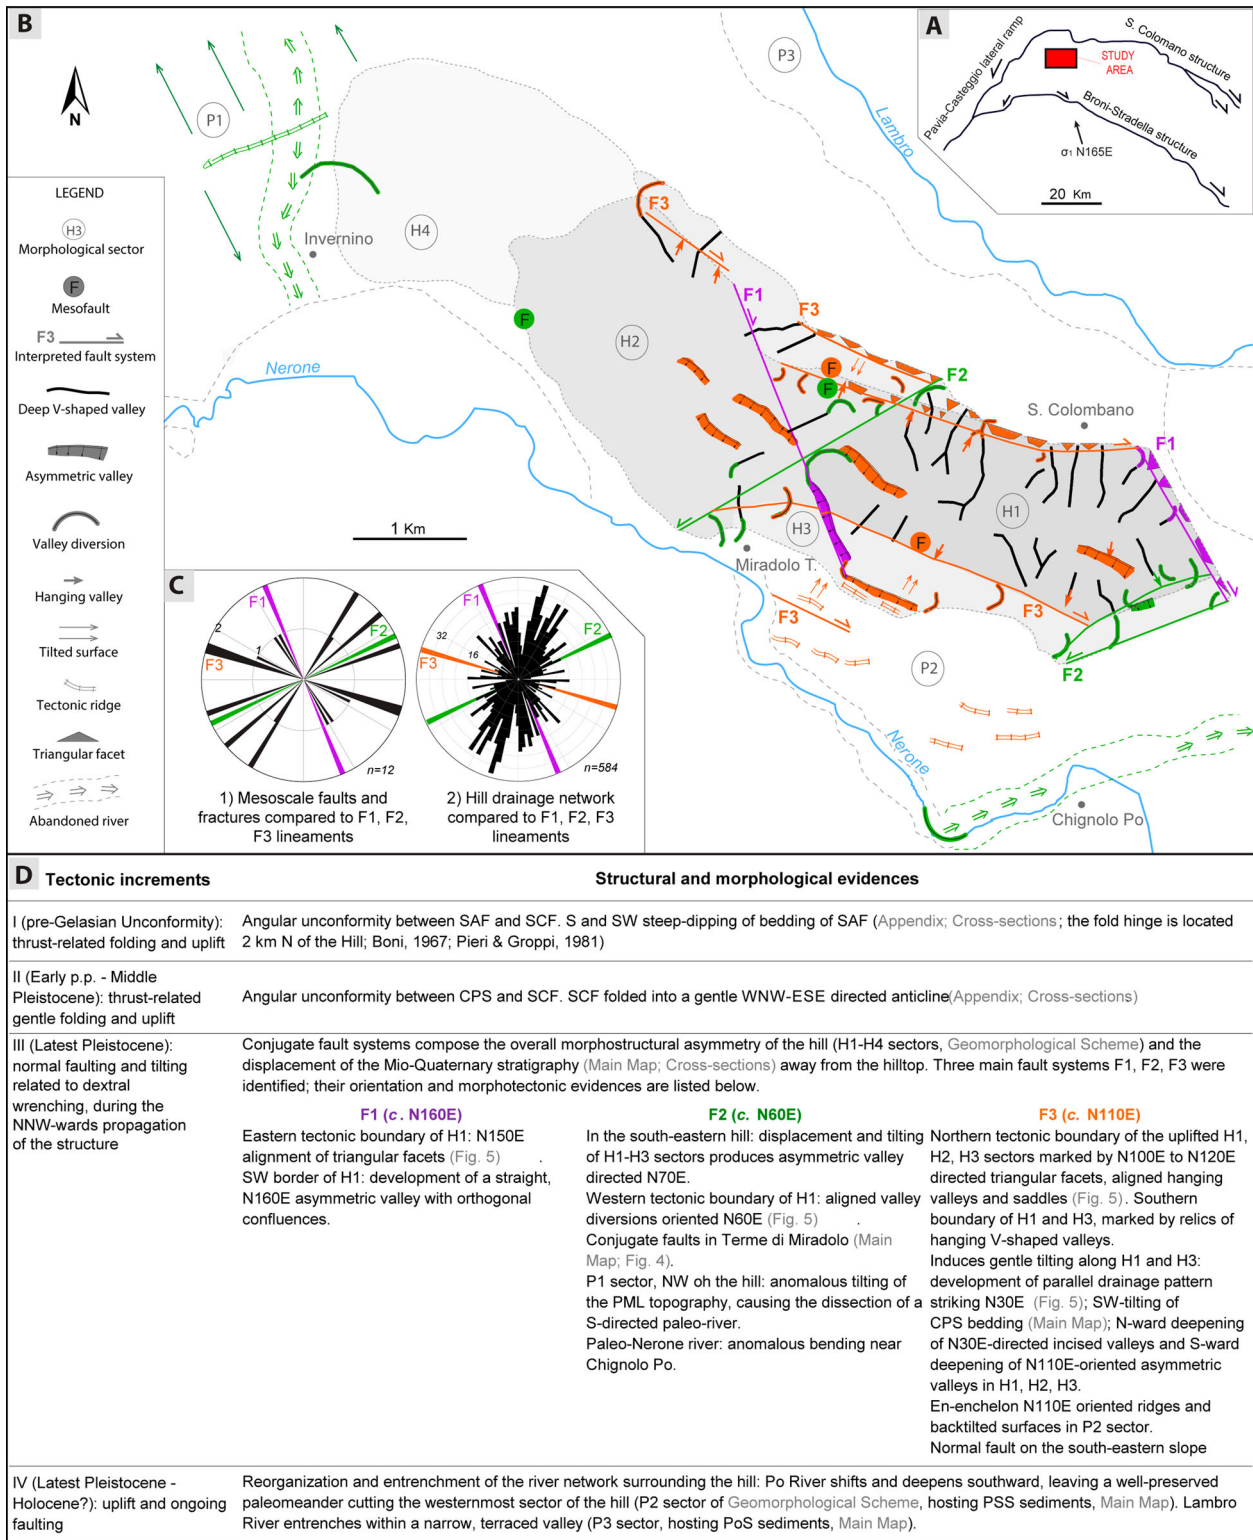 B
N
P1
P3
Lambro
A
Pavia-Casteggio lateral ramp
S. Colomano structure
STUDY
AREA
Broni-Stradella structure
σ1 N165E
20 Km
LEGEND
H3
Morphological sector
F
Mesofault
F3
Interpreted fault system
Deep V-shaped valley
Asymmetric valley
Valley diversion
Hanging valley
Tilted surface
Tectonic ridge
Triangular facet
Abandoned river
Invernino
H4
F3
F1
F3
F
H2
Nerone
F
F
F2
S. Colombano
F1
1 Km
H1
H3
F
Miradolo T.
F3
F3
F2
P2
Nerone
Chignolo Po
C
F1
F2
F3
2
1
n=12
1) Mesoscale faults and
fractures compared to F1, F2,
F3 lineaments
F1
F2
F3
32
16
n=584
2) Hill drainage network
compared to F1, F2, F3
lineaments
D Tectonic increments
Structural and morphological evidences
I (pre-Gelasian Unconformity):
thrust-related folding and uplift
Angular unconformity between SAF and SCF. S and SW steep-dipping of bedding of SAF (Appendix; Cross-sections; the fold hinge is located
2 km N of the Hill; Boni, 1967; Pieri & Groppi, 1981)
II (Early p.p. - Middle
Pleistocene): thrust-related
gentle folding and uplift
Angular unconformity between CPS and SCF. SCF folded into a gentle WNW-ESE directed anticline(Appendix; Cross-sections)
III (Latest Pleistocene):
normal faulting and tilting
related to dextral
wrenching, during the
NNW-wards propagation
of the structure
Conjugate fault systems compose the overall morphostructural asymmetry of the hill (H1-H4 sectors, Geomorphological Scheme) and the
displacement of the Mio-Quaternary stratigraphy (Main Map; Cross-sections) away from the hilltop. Three main fault systems F1, F2, F3 were
identified; their orientation and morphotectonic evidences are listed below.
F1 (c. N160E)
Eastern tectonic boundary of H1: N150E
alignment of triangular facets (Fig. 5) .
SW border of H1: development of a straight,
N160E asymmetric valley with orthogonal
confluences.
F2 (c. N60E)
In the south-eastern hill: displacement and tilting
of H1-H3 sectors produces asymmetric valley
directed N70E.
Western tectonic boundary of H1: aligned valley
diversions oriented N60E (Fig. 5) .
Conjugate faults in Terme di Miradolo (Main
Map; Fig. 4).
P1 sector, NW oh the hill: anomalous tilting of
the PML topography, causing the dissection of a
S-directed paleo-river.
Paleo-Nerone river: anomalous bending near
Chignolo Po.
F3 (c. N110E)
Northern tectonic boundary of the uplifted H1,
H2, H3 sectors marked by N100E to N120E
directed triangular facets, aligned hanging
valleys and saddles (Fig. 5). Southern
boundary of H1 and H3, marked by relics of
hanging V-shaped valleys.
Induces gentle tilting along H1 and H3:
development of parallel drainage pattern
striking N30E (Fig. 5); SW-tilting of
CPS bedding (Main Map); N-ward deepening
of N30E-directed incised valleys and S-ward
deepening of N110E-oriented asymmetric
valleys in H1, H2, H3.
En-enchelon N110E oriented ridges and
backtilted surfaces in P2 sector.
Normal fault on the south-eastern slope
IV (Latest Pleistocene -
Holocene?): uplift and ongoing
faulting
Reorganization and entrenchment of the river network surrounding the hill: Po River shifts and deepens southward, leaving a well-preserved
paleomeander cutting the westernmost sector of the hill (P2 sector of Geomorphological Scheme, hosting PSS sediments, Main Map). Lambro
River entrenches within a narrow, terraced valley (P3 sector, hosting PoS sediments, Main Map).